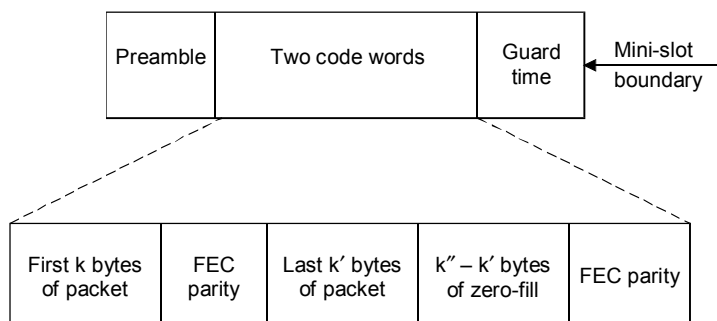 Preamble
Two code words
Guard
time
Mini-slot
boundary
First k bytes
of packet
FEC
parity
Last k′ bytes
of packet
k″ – k′ bytes
of zero-fill
FEC parity